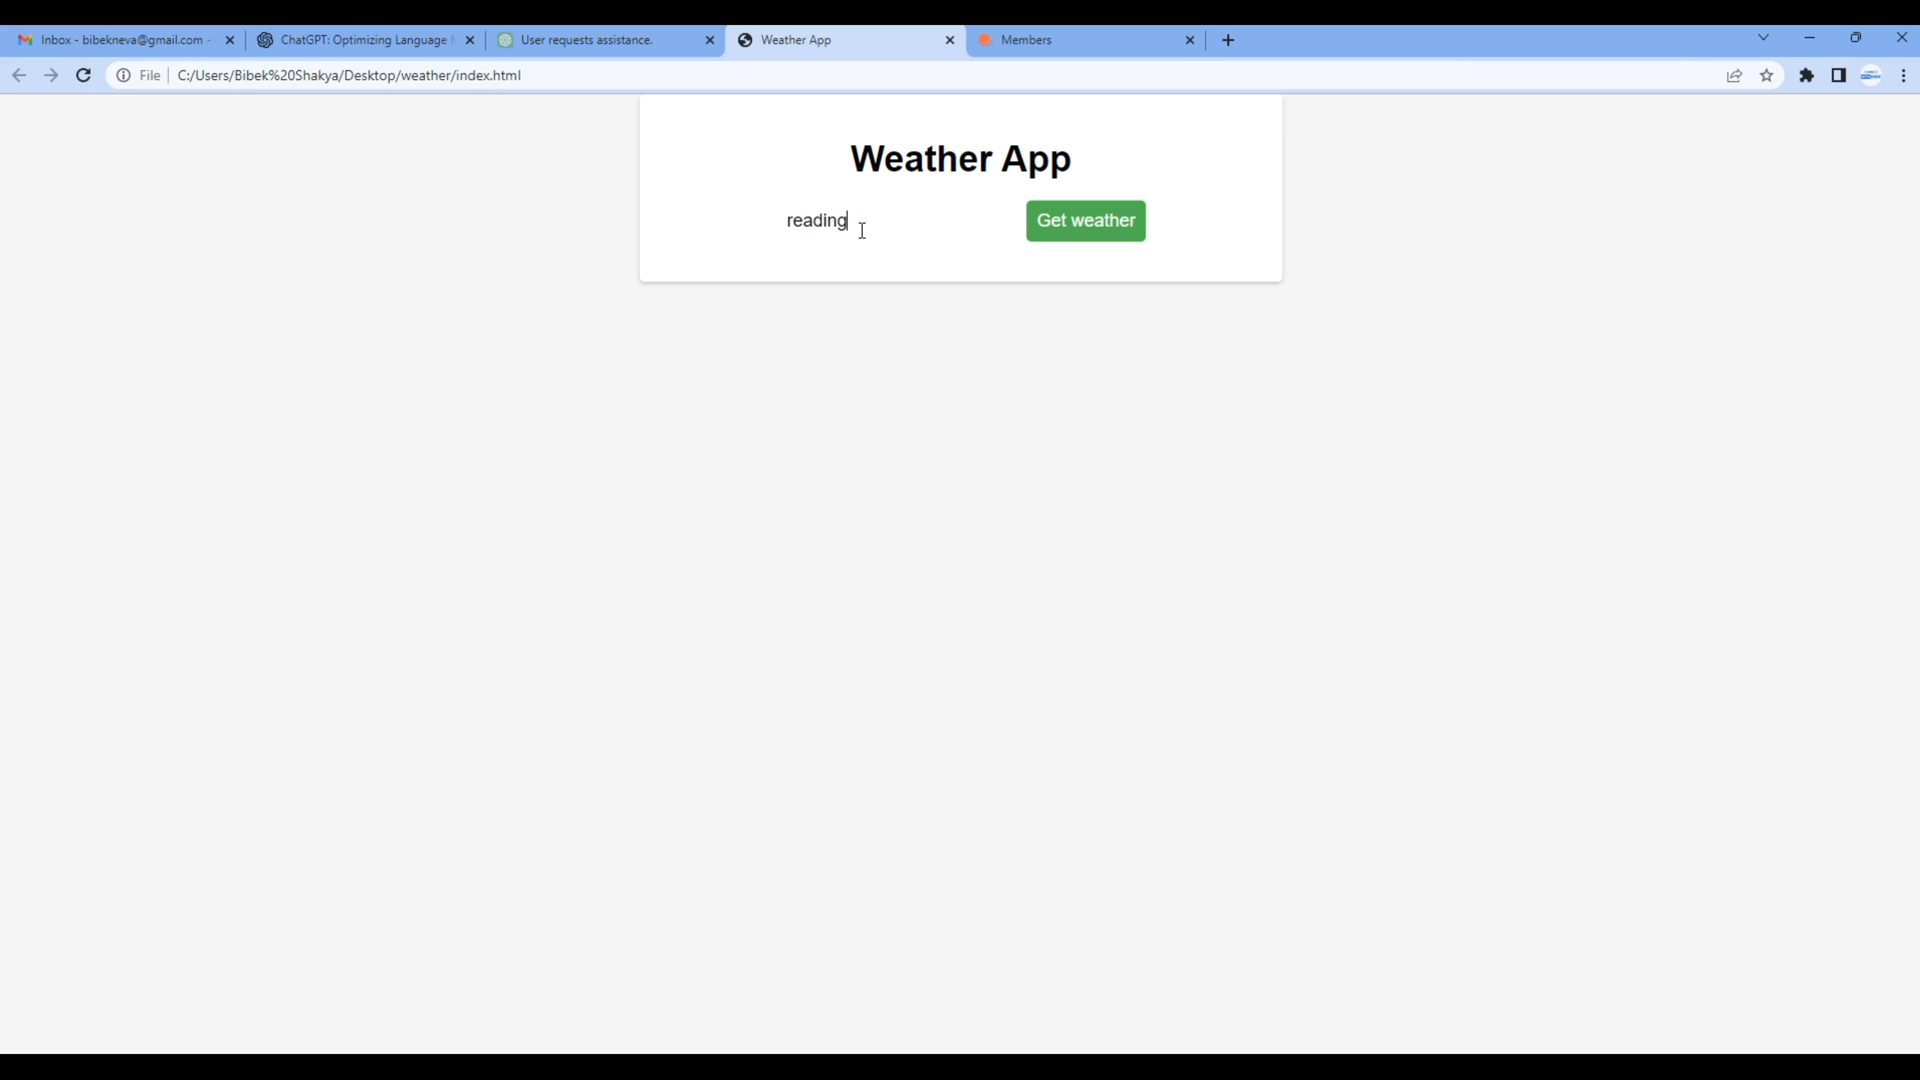 Inbox - bibekneva@gmail.com -
ChatGPT: Optimizing Language
User requests assistance.
Weather App
Members
File
C:/Users/Bibek%20Shakya/Desktop/weather/index.html
Weather App
reading
Get weather